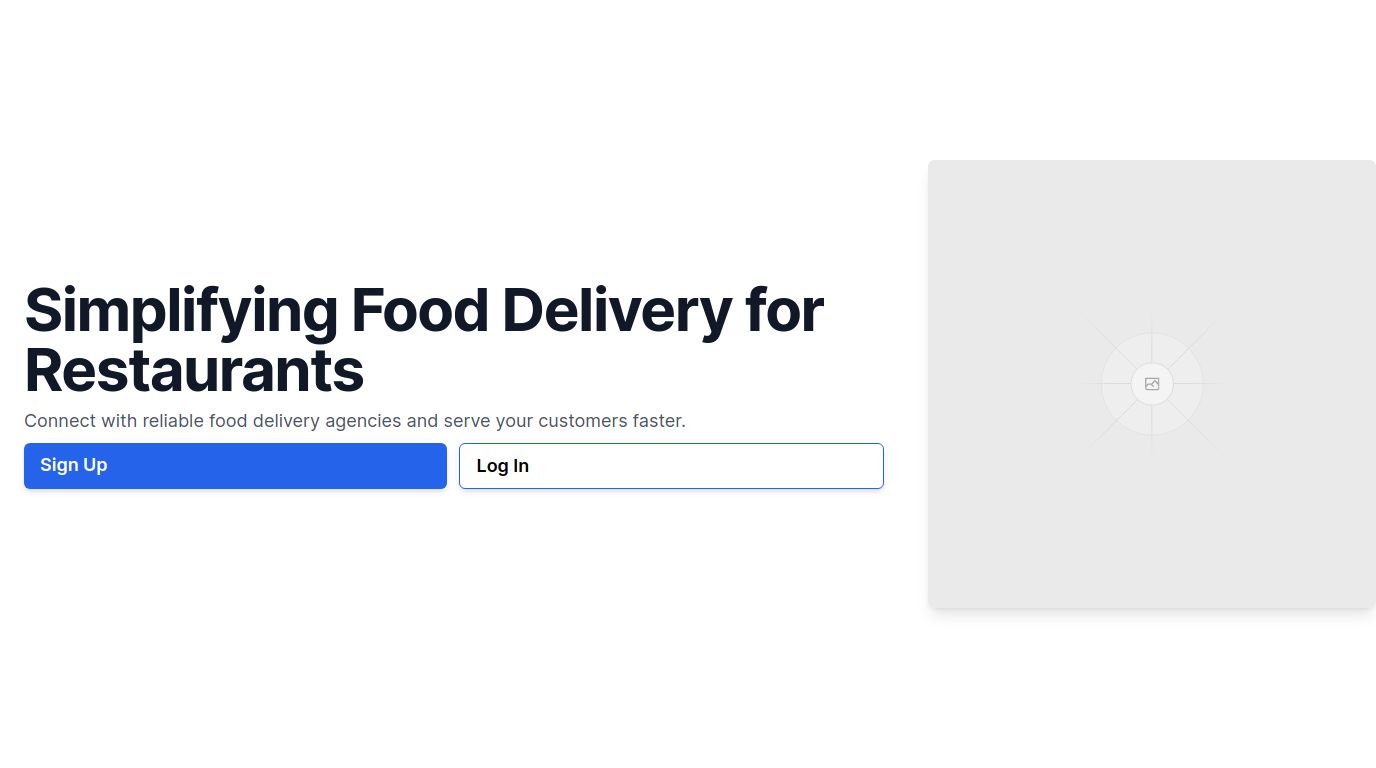 Simplifying Food Delivery for
Restaurants
Connect with reliable food delivery agencies and serve your customers faster.
Sign Up
Log In